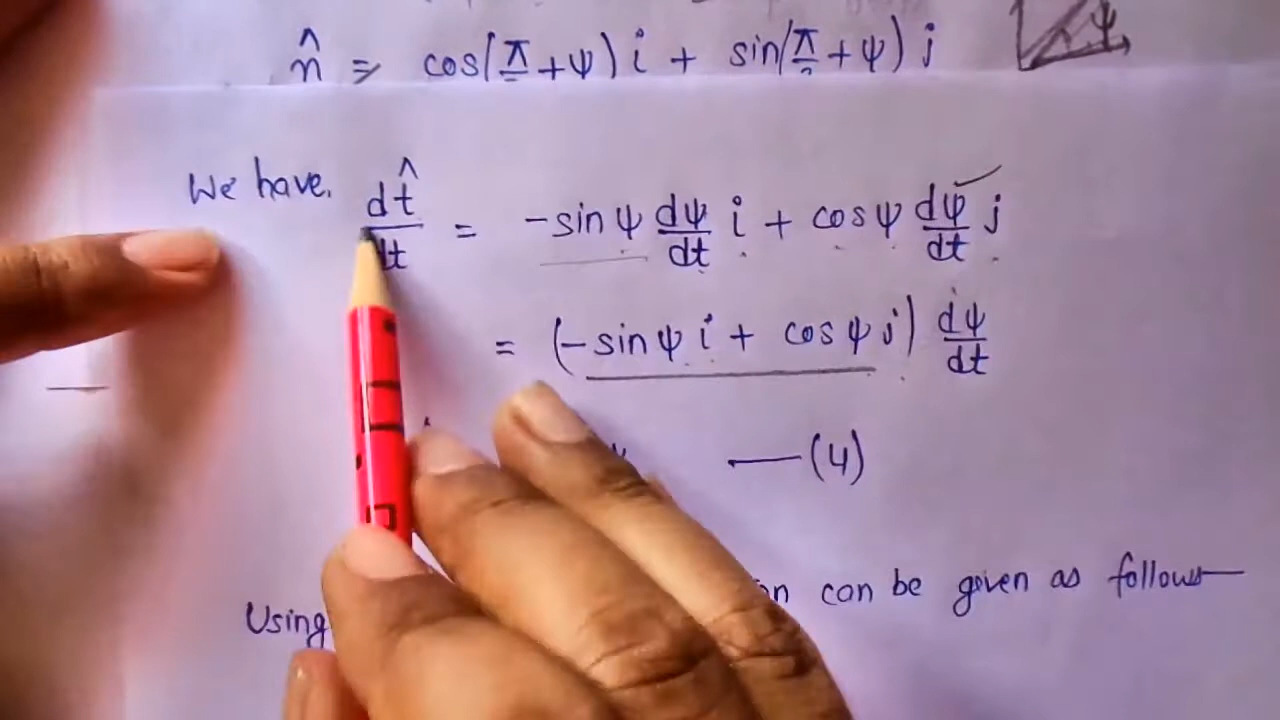 n̂ ⇒ cos(π/2 + ψ) i + sin(π/2 + ψ) j
ψ
We have, dt̂/dt = -sin ψ dψ/dt i + cos ψ dψ/dt j
= (-sin ψ i + cos ψ j) dψ/dt
—(4)
Using can be given as follows—